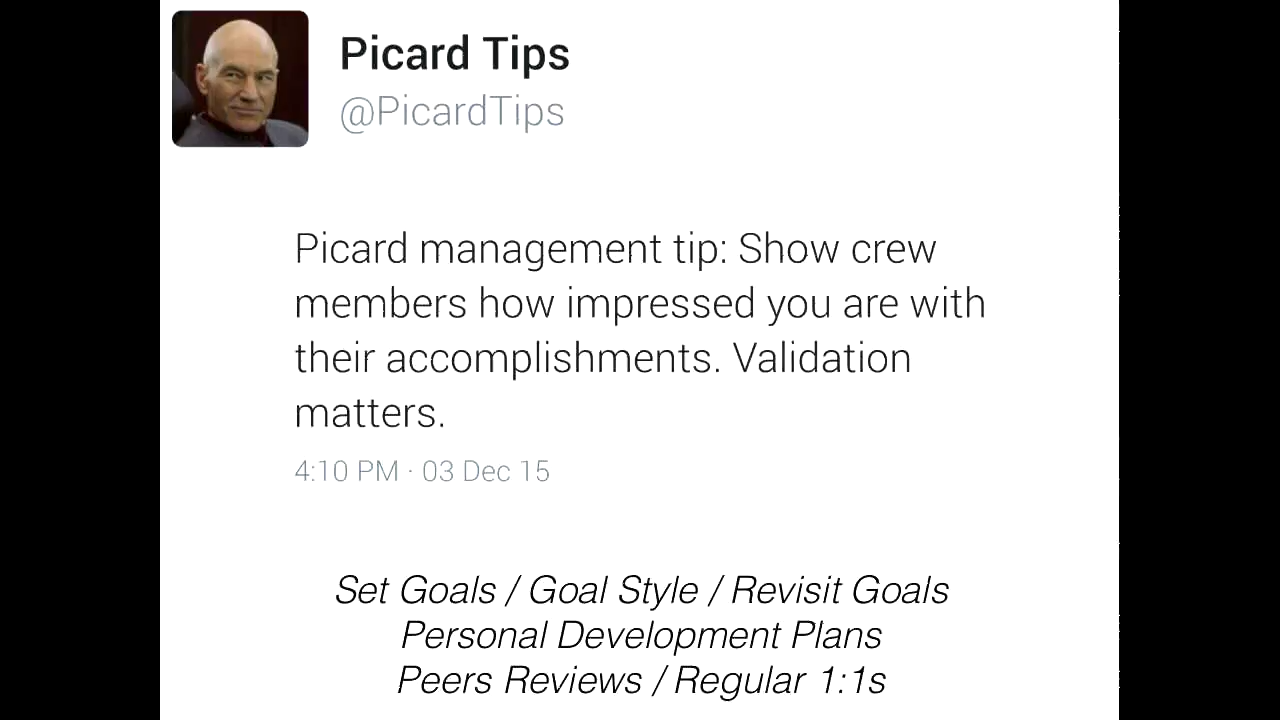 Picard Tips
@PicardTips
Picard management tip: Show crew
members how impressed you are with
their accomplishments. Validation
matters.
4:10 PM · 03 Dec 15
Set Goals / Goal Style / Revisit Goals
Personal Development Plans
Peers Reviews / Regular 1:1s